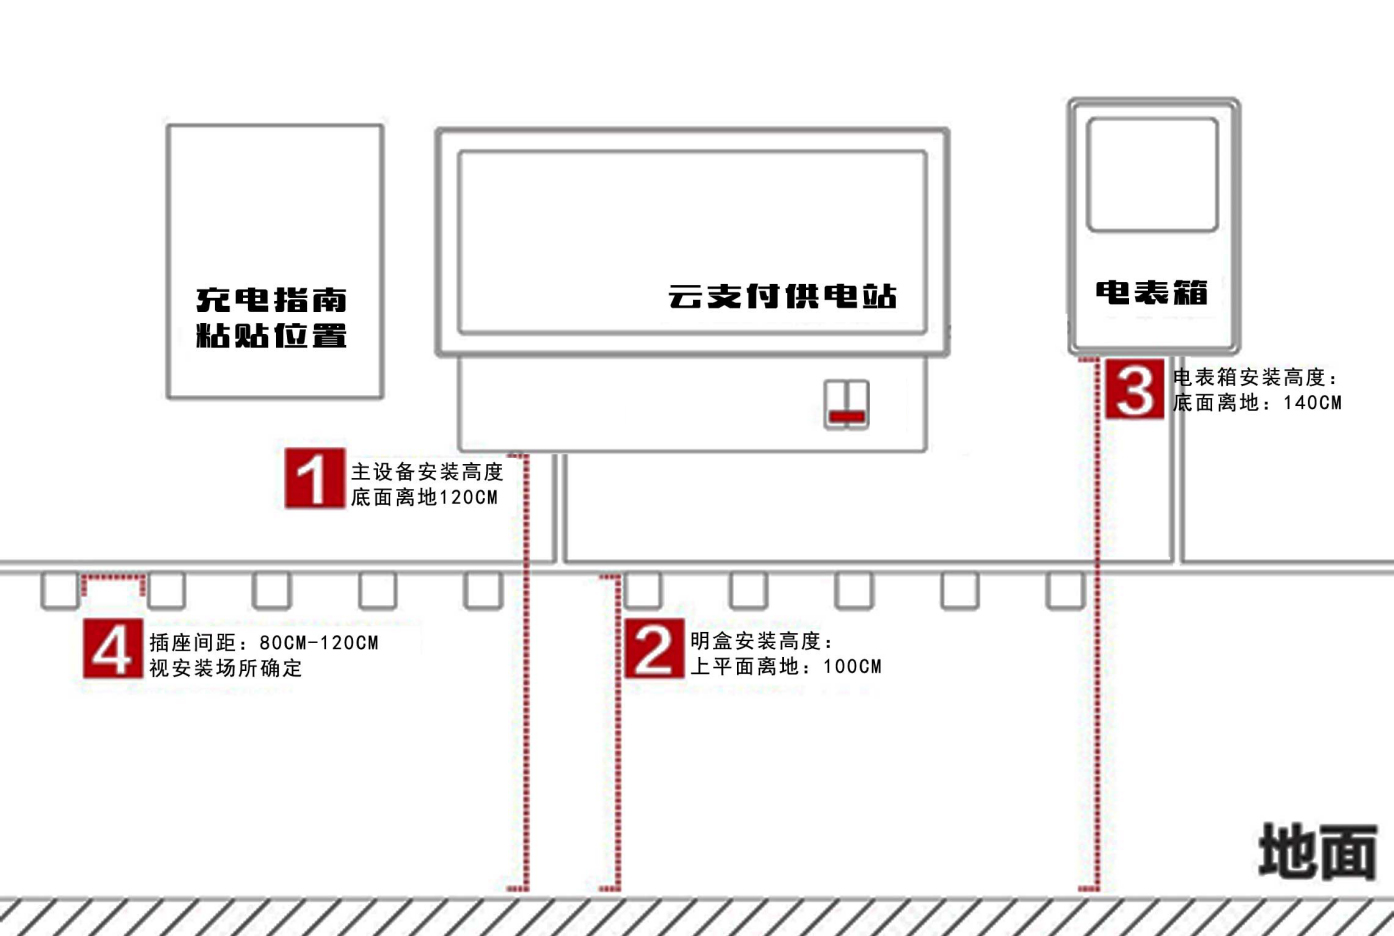 充电指南
粘贴位置
云支付供电站
电表箱
3
电表箱安装高度：
底面离地：140CM
1
主设备安装高度
底面离地120CM
4
插座间距：80CM-120CM
视安装场所确定
2
明盒安装高度：
上平面离地：100CM
地面